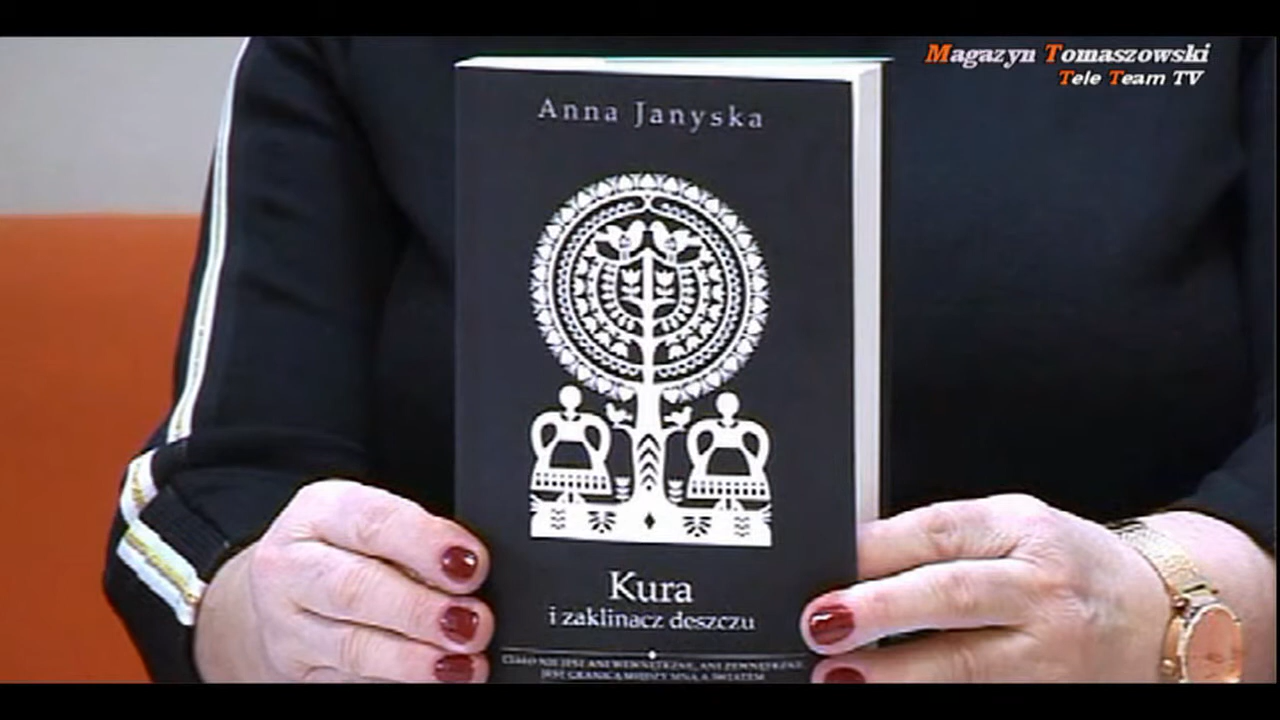 Magazyn Tomaszowski
Tele Team TV
Anna Janyska
Kura
i zaklinacz deszczu
CIAŁO NIE JEST ANI WEWNĘTRZNE, ANI ZEWNĘTRZNE
JEST GRANICĄ MIĘDZY MNĄ A ŚWIATEM